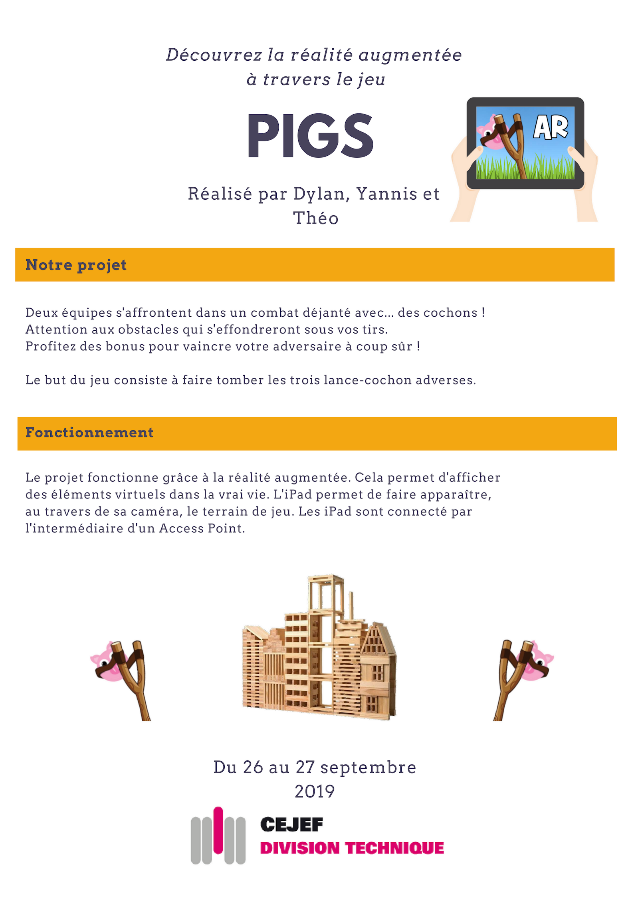 Découvrez la réalité augmentée
à travers le jeu
PIGS
AR
Réalisé par Dylan, Yannis et
Théo
Notre projet
Deux équipes s'affrontent dans un combat déjanté avec... des cochons !
Attention aux obstacles qui s'effondreront sous vos tirs.
Profitez des bonus pour vaincre votre adversaire à coup sûr !
Le but du jeu consiste à faire tomber les trois lance-cochon adverses.
Fonctionnement
Le projet fonctionne grâce à la réalité augmentée. Cela permet d'afficher
des éléments virtuels dans la vrai vie. L'iPad permet de faire apparaître,
au travers de sa caméra, le terrain de jeu. Les iPad sont connecté par
l'intermédiaire d'un Access Point.
Du 26 au 27 septembre
2019
CEJEF
DIVISION TECHNIQUE